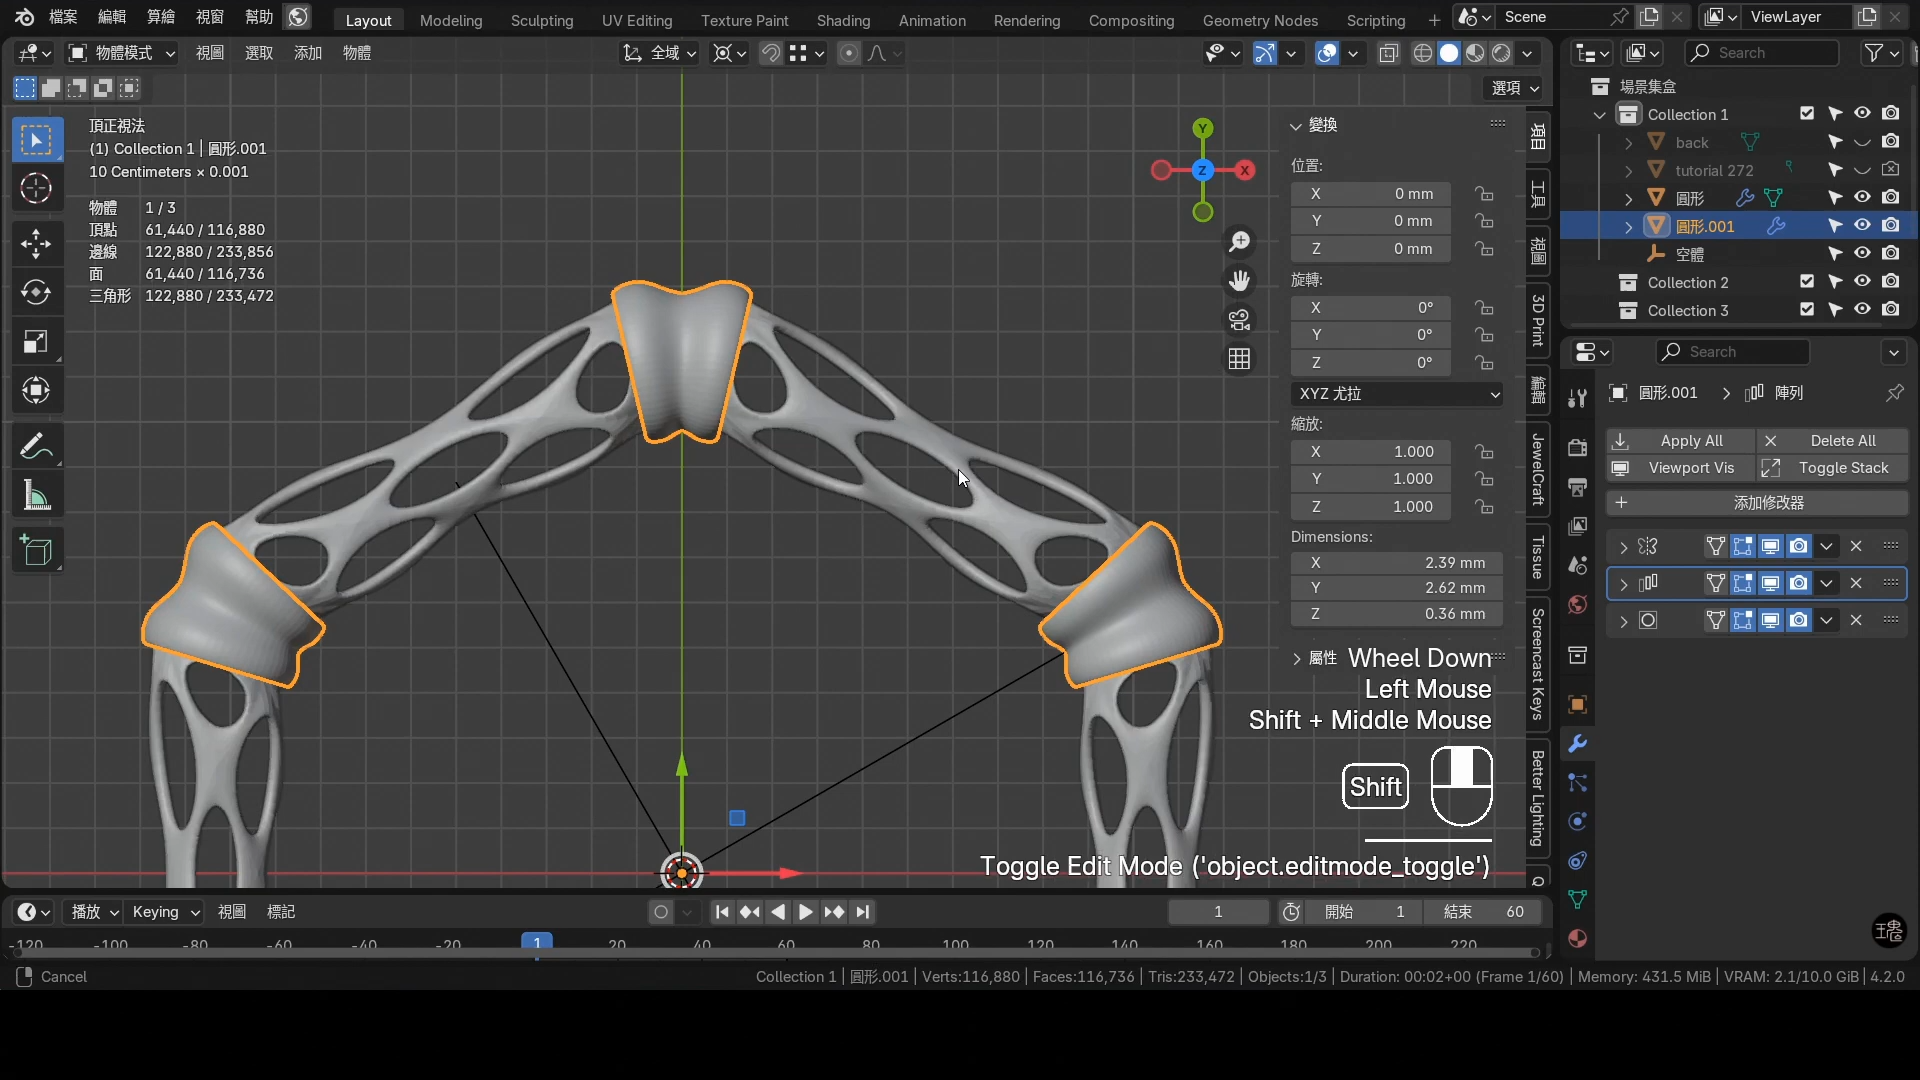 檔案 編輯 算繪 視窗 幫助 Layout Modeling Sculpting UV Editing Texture Paint Shading Animation Rendering Compositing Geometry Nodes Scripting + Scene ViewLayer
物體模式 視圖 選取 添加 物體 全域 Search
選項
頂正視法
(1) Collection 1 | 圓形.001
10 Centimeters × 0.001
物體 1 / 3
頂點 61,440 / 116,880
邊線 122,880 / 233,856
面 61,440 / 116,736
三角形 122,880 / 233,472
Y
X
Z
變換
位置:
X 0 mm
Y 0 mm
Z 0 mm
旋轉:
X 0°
Y 0°
Z 0°
XYZ 尤拉
縮放:
X 1.000
Y 1.000
Z 1.000
Dimensions:
X 2.39 mm
Y 2.62 mm
Z 0.36 mm
屬性
Wheel Down
Left Mouse
Shift + Middle Mouse
Shift
Toggle Edit Mode ('object.editmode_toggle')
項目
工具
視圖
3D Print
編輯
JewelCraft
Tissue
Screencast Keys
Better Lighting
Q
場景集盒
Collection 1
back
tutorial 272
圓形
圓形.001
空體
Collection 2
Collection 3
Search
圓形.001 > 陣列
Apply All Delete All
Viewport Vis Toggle Stack
添加修改器
播放 Keying 視圖 標記 1 開始 1 結束 60
-120 -100 -80 -60 -40 -20 1 20 40 60 80 100 120 140 160 180 200 220
Cancel Collection 1 | 圓形.001 | Verts:116,880 | Faces:116,736 | Tris:233,472 | Objects:1/3 | Duration: 00:02+00 (Frame 1/60) | Memory: 431.5 MiB | VRAM: 2.1/10.0 GiB | 4.2.0